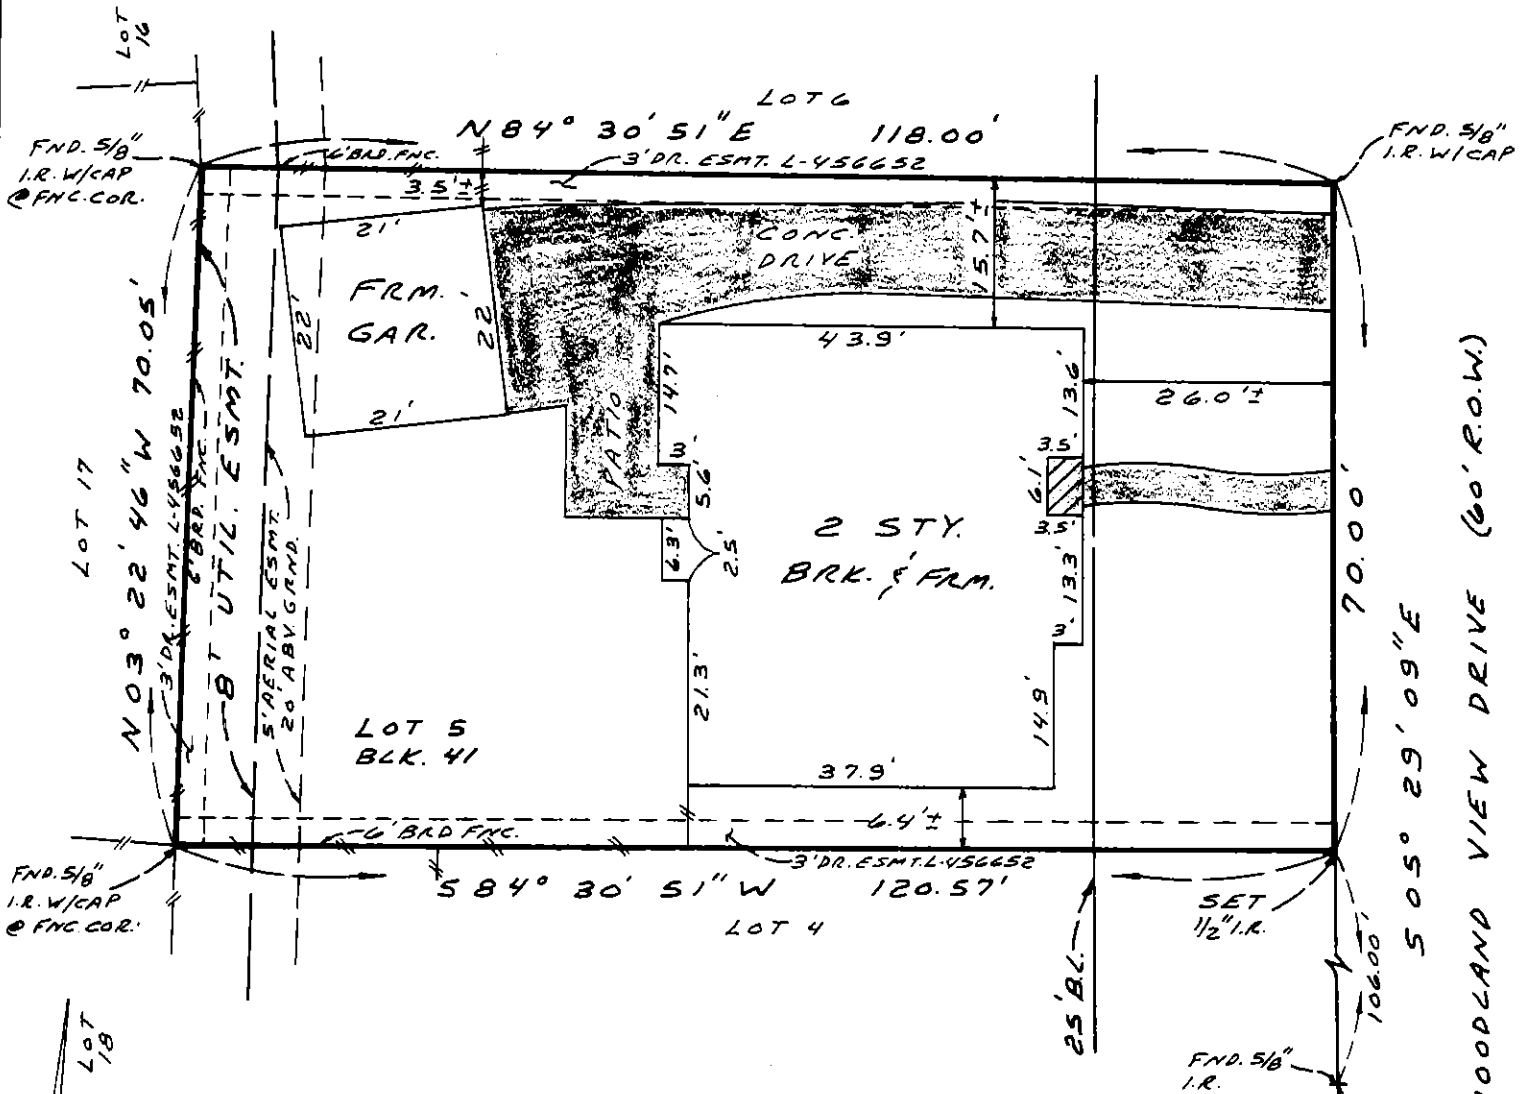 LOT
16
LOT 6
N 84° 30' 51" E 118.00'
FND. 5/8"
I.R. W/CAP
@ FNC. COR.
6' BRD. FNC.
3' DR. ESMT. L-456652
FND. 5/8"
I.R. W/CAP
3.5'±
21'
CONC
DRIVE
15.7'±
FRM.
GAR.
22'
22'
21'
43.9'
14.7'
13.6'
26.0'±
PATIO
3'
5.6'
3.5'
6.1'
3.5'
6.3'
2.5'
2 STY.
BRK. & FRM.
13.3'
3'
21.3'
14.9'
37.9'
6.4'±
LOT 17
N 03° 22' 46" W 70.05'
3' DR. ESMT. L-456652
6' BRD. FNC.
8' UTIL. ESMT.
5' AERIAL ESMT.
20' ABV. GRND.
LOT 5
BLK. 41
70.00'
S 05° 29' 09" E
WOODLAND VIEW DRIVE (60' R.O.W.)
6' BRD FNC.
3' DR. ESMT. L-456652
FND. 5/8"
I.R. W/CAP
@ FNC. COR.
S 84° 30' 51" W 120.57'
LOT 4
SET
1/2" I.R.
25' B.L.
106.00'
LOT
18
FND. 5/8"
I.R.